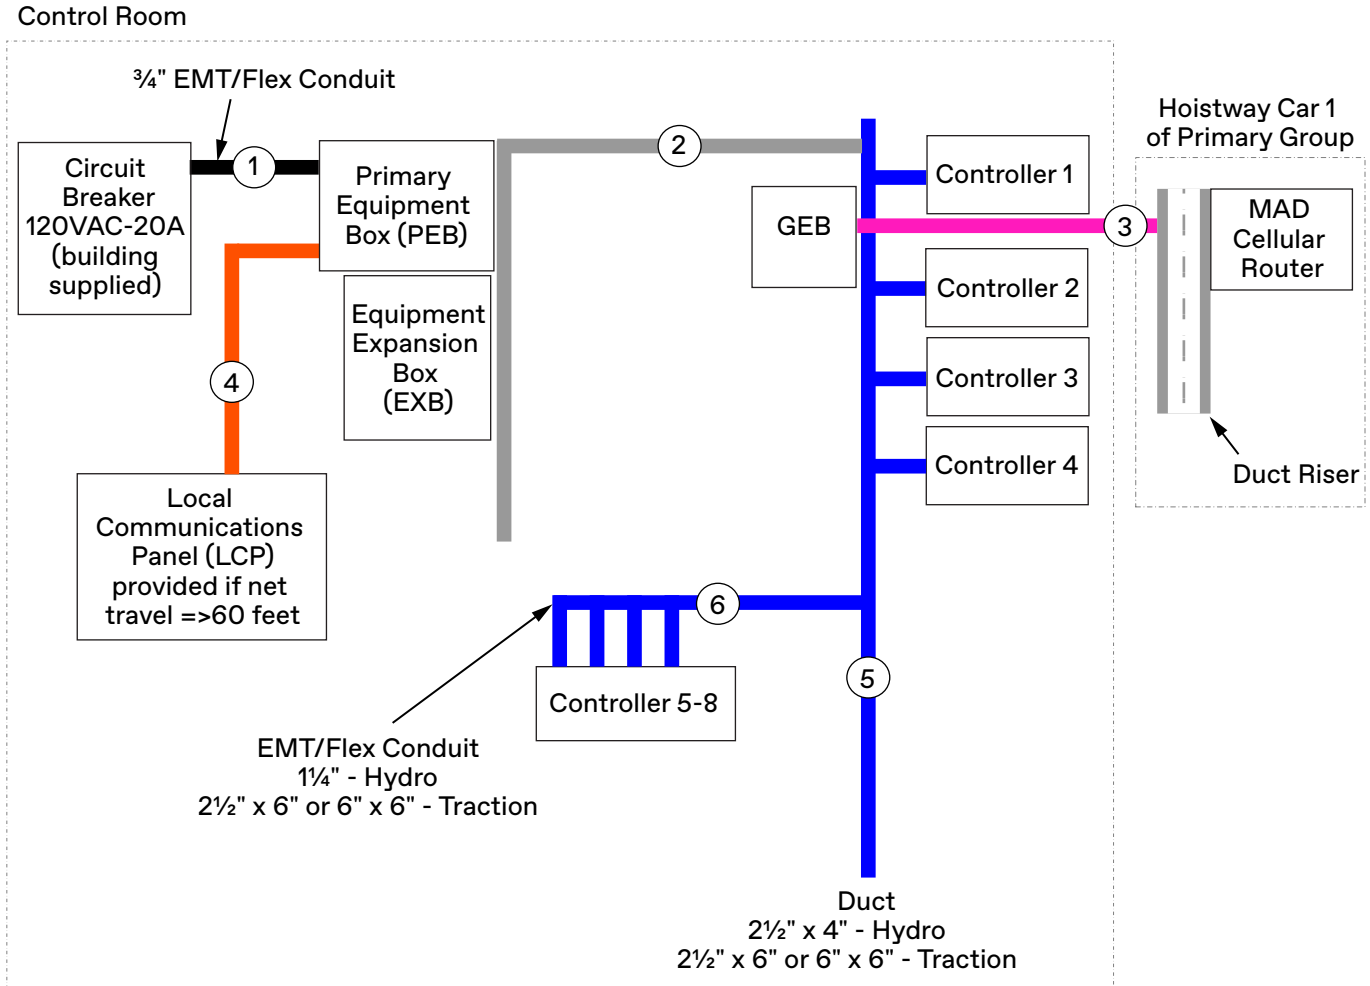 Control Room
¾" EMT/Flex Conduit
Circuit
Breaker
120VAC-20A
(building
supplied)
1
Primary
Equipment
Box (PEB)
Equipment
Expansion
Box
(EXB)
2
GEB
Controller 1
3
Controller 2
Controller 3
Controller 4
Hoistway Car 1
of Primary Group
MAD
Cellular
Router
Duct Riser
4
Local
Communications
Panel (LCP)
provided if net
travel =>60 feet
6
Controller 5-8
5
EMT/Flex Conduit
1¼" - Hydro
2½" x 6" or 6" x 6" - Traction
Duct
2½" x 4" - Hydro
2½" x 6" or 6" x 6" - Traction